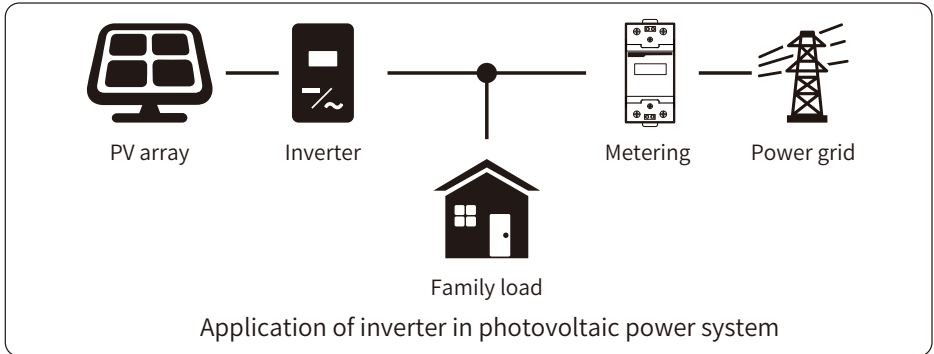 PV array
Inverter
Metering
Power grid
Family load
Application of inverter in photovoltaic power system